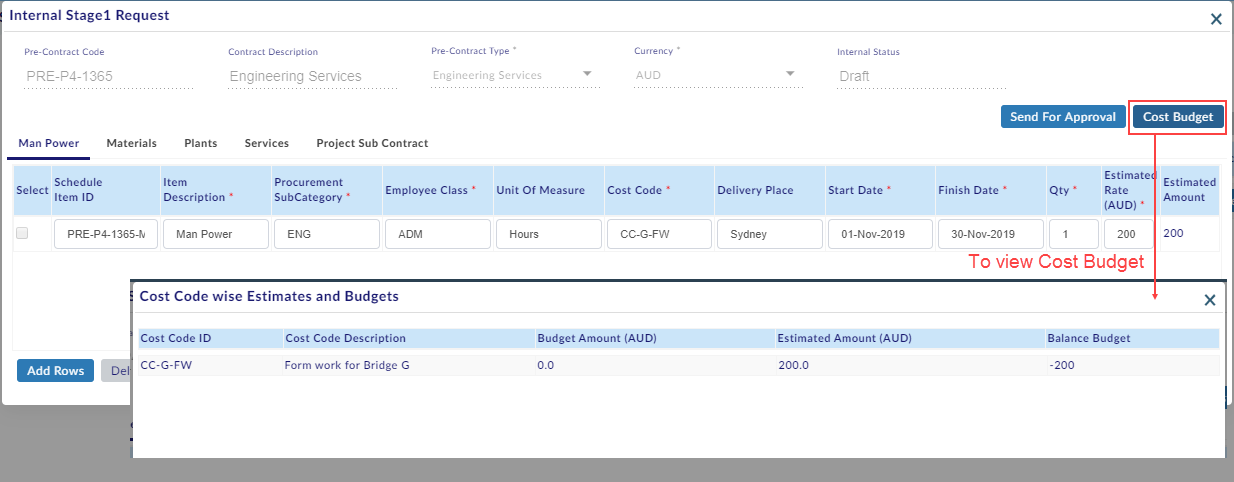 Internal Stage1 Request
Pre-Contract Code
Contract Description
Pre-Contract Type *
Currency *
Internal Status
PRE-P4-1365
Engineering Services
Engineering Services
AUD
Draft
Send For Approval
Cost Budget
Man Power
Materials
Plants
Services
Project Sub Contract
Select
Schedule
Item ID
Item
Description *
Procurement
SubCategory *
Employee Class *
Unit Of Measure
Cost Code *
Delivery Place
Start Date *
Finish Date *
Qty *
Estimated
Rate
(AUD) *
Estimated
Amount
PRE-P4-1365-M
Man Power
ENG
ADM
Hours
CC-G-FW
Sydney
01-Nov-2019
30-Nov-2019
1
200
200
To view Cost Budget
Cost Code wise Estimates and Budgets
Cost Code ID
Cost Code Description
Budget Amount (AUD)
Estimated Amount (AUD)
Balance Budget
CC-G-FW
Form work for Bridge G
0.0
200.0
-200
Add Rows